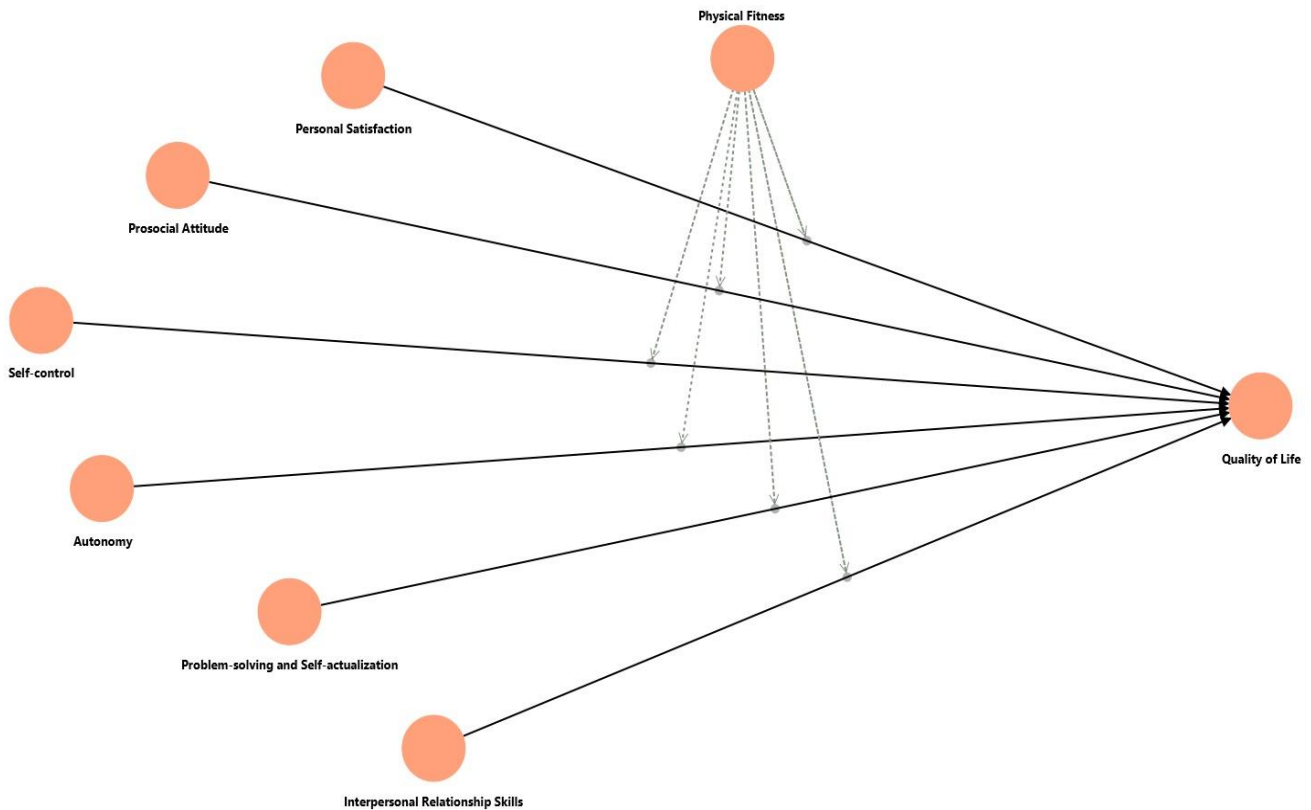 Physical Fitness
Personal Satisfaction
Prosocial Attitude
Self-control
Quality of Life
Autonomy
Problem-solving and Self-actualization
Interpersonal Relationship Skills